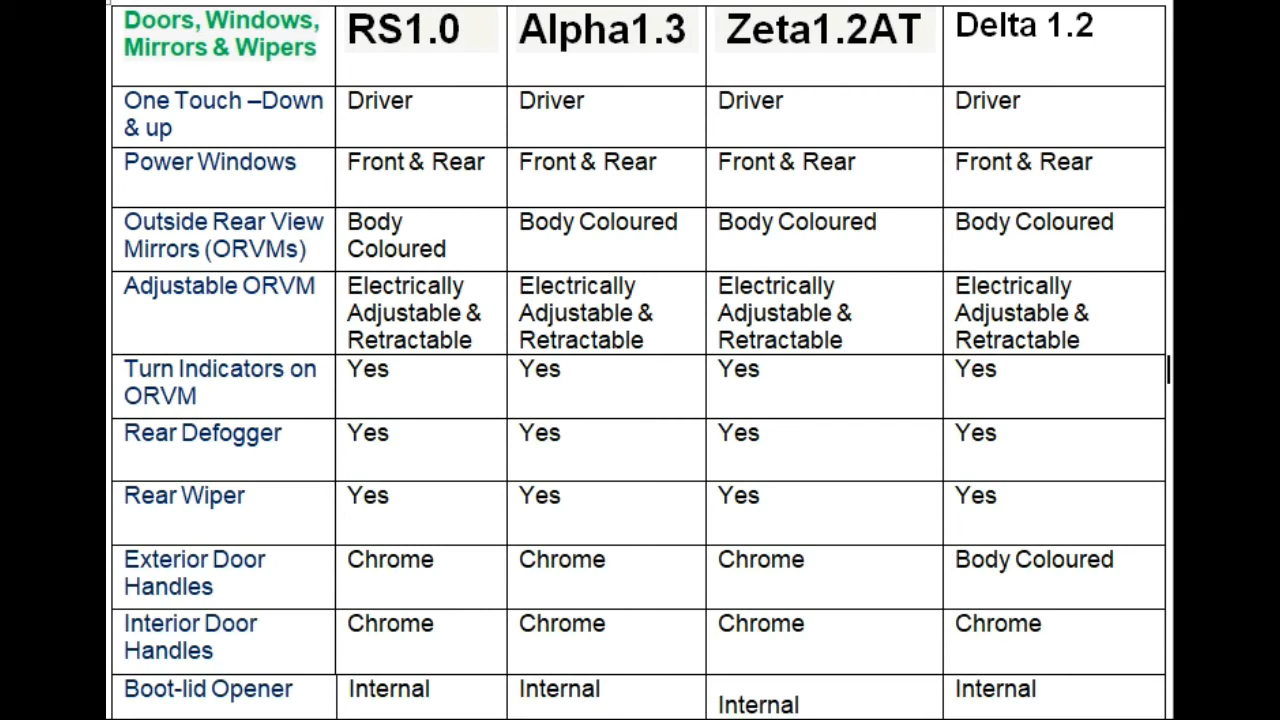 Doors, Windows, Mirrors & Wipers RS1.0 Alpha1.3 Zeta1.2AT Delta 1.2
One Touch –Down & up Driver Driver Driver Driver
Power Windows Front & Rear Front & Rear Front & Rear Front & Rear
Outside Rear View Mirrors (ORVMs) Body Coloured Body Coloured Body Coloured Body Coloured
Adjustable ORVM Electrically Adjustable & Retractable Electrically Adjustable & Retractable Electrically Adjustable & Retractable Electrically Adjustable & Retractable
Turn Indicators on ORVM Yes Yes Yes Yes
Rear Defogger Yes Yes Yes Yes
Rear Wiper Yes Yes Yes Yes
Exterior Door Handles Chrome Chrome Chrome Body Coloured
Interior Door Handles Chrome Chrome Chrome Chrome
Boot-lid Opener Internal Internal Internal Internal